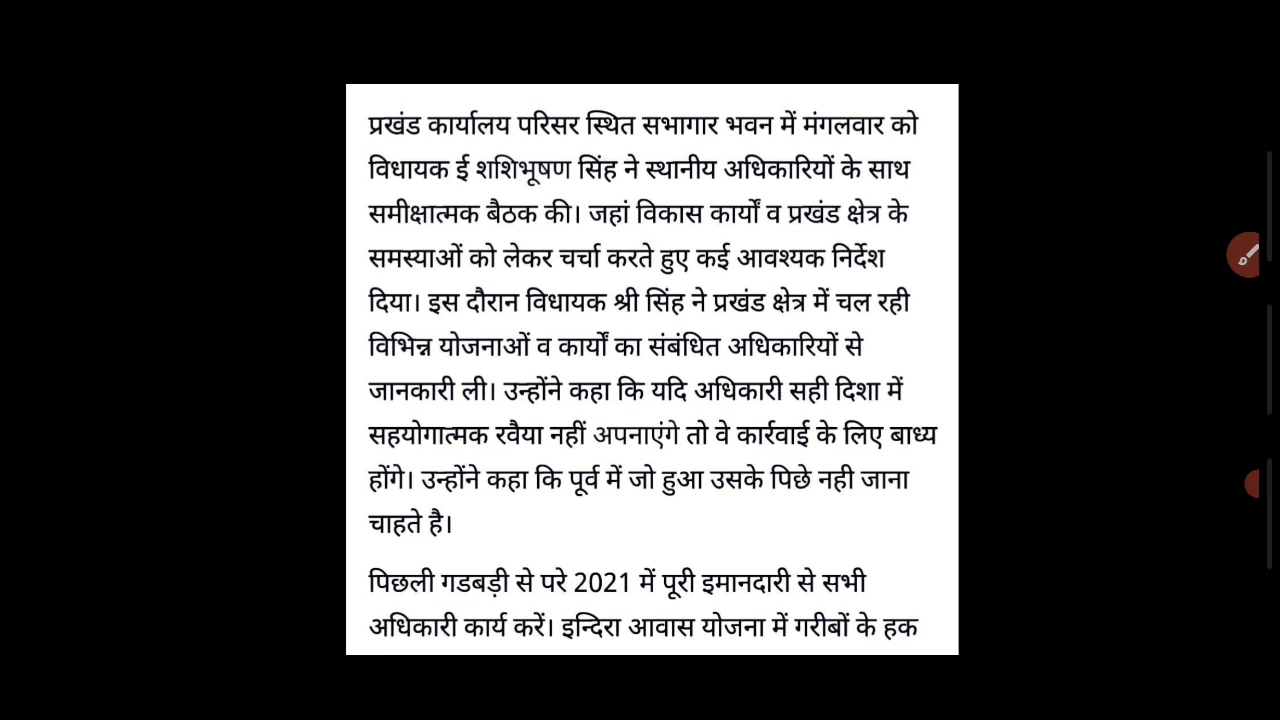 प्रखंड कार्यालय परिसर स्थित सभागार भवन में मंगलवार को
विधायक ई शशिभूषण सिंह ने स्थानीय अधिकारियों के साथ
समीक्षात्मक बैठक की। जहां विकास कार्यों व प्रखंड क्षेत्र के
समस्याओं को लेकर चर्चा करते हुए कई आवश्यक निर्देश
दिया। इस दौरान विधायक श्री सिंह ने प्रखंड क्षेत्र में चल रही
विभिन्न योजनाओं व कार्यों का संबंधित अधिकारियों से
जानकारी ली। उन्होंने कहा कि यदि अधिकारी सही दिशा में
सहयोगात्मक रवैया नहीं अपनाएंगे तो वे कार्रवाई के लिए बाध्य
होंगे। उन्होंने कहा कि पूर्व में जो हुआ उसके पिछे नही जाना
चाहते है।
पिछली गडबड़ी से परे 2021 में पूरी इमानदारी से सभी
अधिकारी कार्य करें। इन्दिरा आवास योजना में गरीबों के हक